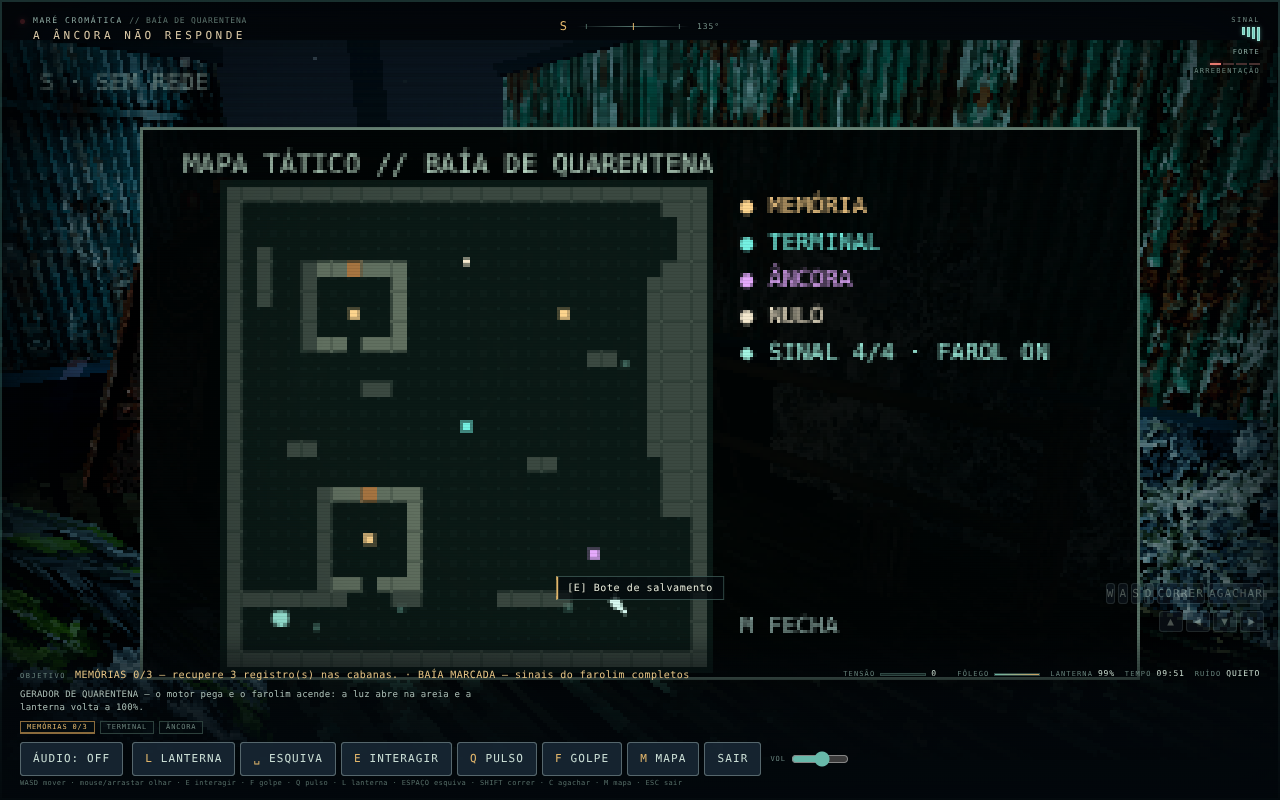 MARÉ CROMÁTICA // BAÍA DE QUARENTENA
A ÂNCORA NÃO RESPONDE
S 135°
SINAL
FORTE
ARREBENTAÇÃO
S · SEM REDE
MAPA TÁTICO // BAÍA DE QUARENTENA
MEMÓRIA
TERMINAL
ÂNCORA
NULO
SINAL 4/4 · FAROL ON
[E] Bote de salvamento
W A S D CORRER AGACHAR
▲ ◀ ▼ ▶
M FECHA
OBJETIVO MEMÓRIAS 0/3 — recupere 3 registro(s) nas cabanas. · BAÍA MARCADA — sinais do farolim completos
TENSÃO 0 FÔLEGO LANTERNA 99% TEMPO 09:51 RUÍDO QUIETO
GERADOR DE QUARENTENA — o motor pega e o farolim acende: a luz abre na areia e a
lanterna volta a 100%.
MEMÓRIAS 0/3 TERMINAL ÂNCORA
ÁUDIO: OFF L LANTERNA ␣ ESQUIVA E INTERAGIR Q PULSO F GOLPE M MAPA SAIR VOL
WASD mover · mouse/arrastar olhar · E interagir · F golpe · Q pulso · L lanterna · ESPAÇO esquiva · SHIFT correr · C agachar · M mapa · ESC sair